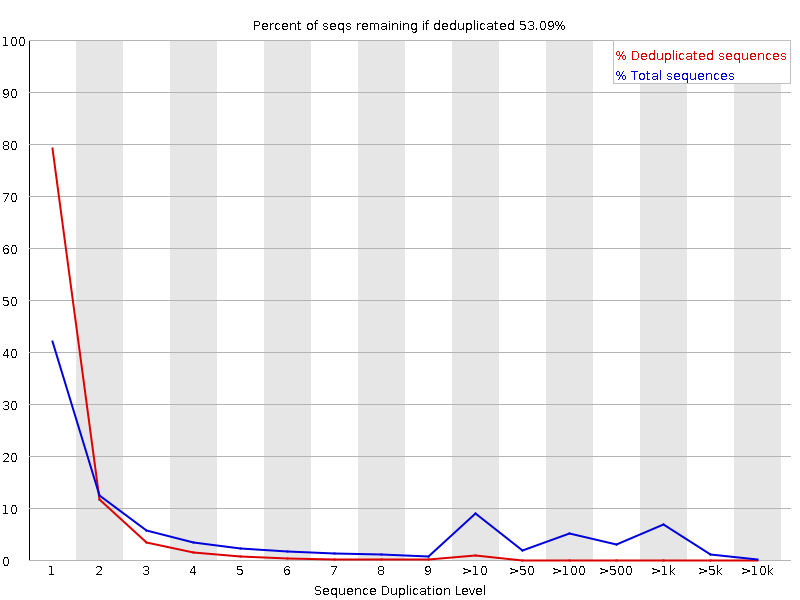 Percent of seqs remaining if deduplicated 53.09%
% Deduplicated sequences
% Total sequences
100
90
80
70
60
50
40
30
20
10
0
1 2 3 4 5 6 7 8 9 >10 >50 >100 >500 >1k >5k >10k
Sequence Duplication Level